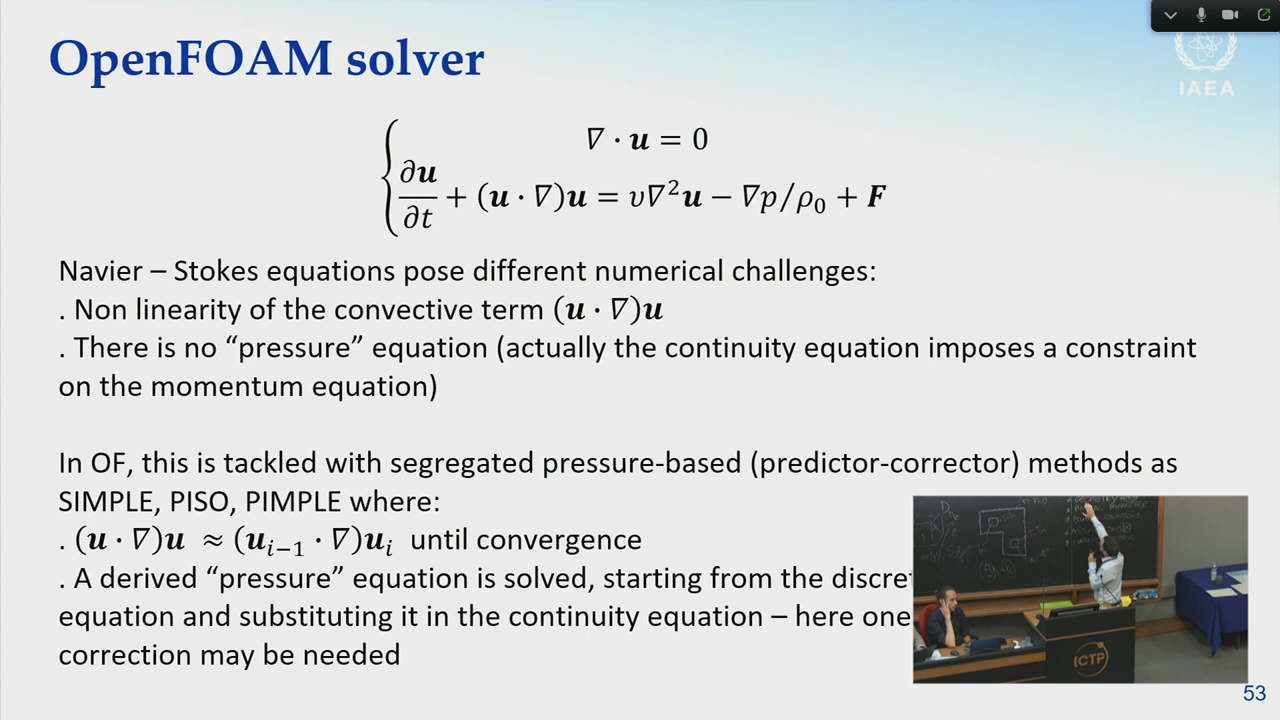 OpenFOAM solver
IAEA
∇ · u = 0
∂u/∂t + (u · ∇)u = υ∇²u − ∇p/ρ₀ + F
Navier – Stokes equations pose different numerical challenges:
. Non linearity of the convective term (u · ∇)u
. There is no “pressure” equation (actually the continuity equation imposes a constraint
on the momentum equation)
In OF, this is tackled with segregated pressure-based (predictor-corrector) methods as
SIMPLE, PISO, PIMPLE where:
. (u · ∇)u ≈ (uᵢ₋₁ · ∇)uᵢ until convergence
. A derived “pressure” equation is solved, starting from the discret
equation and substituting it in the continuity equation – here one
correction may be needed
ICTP
53